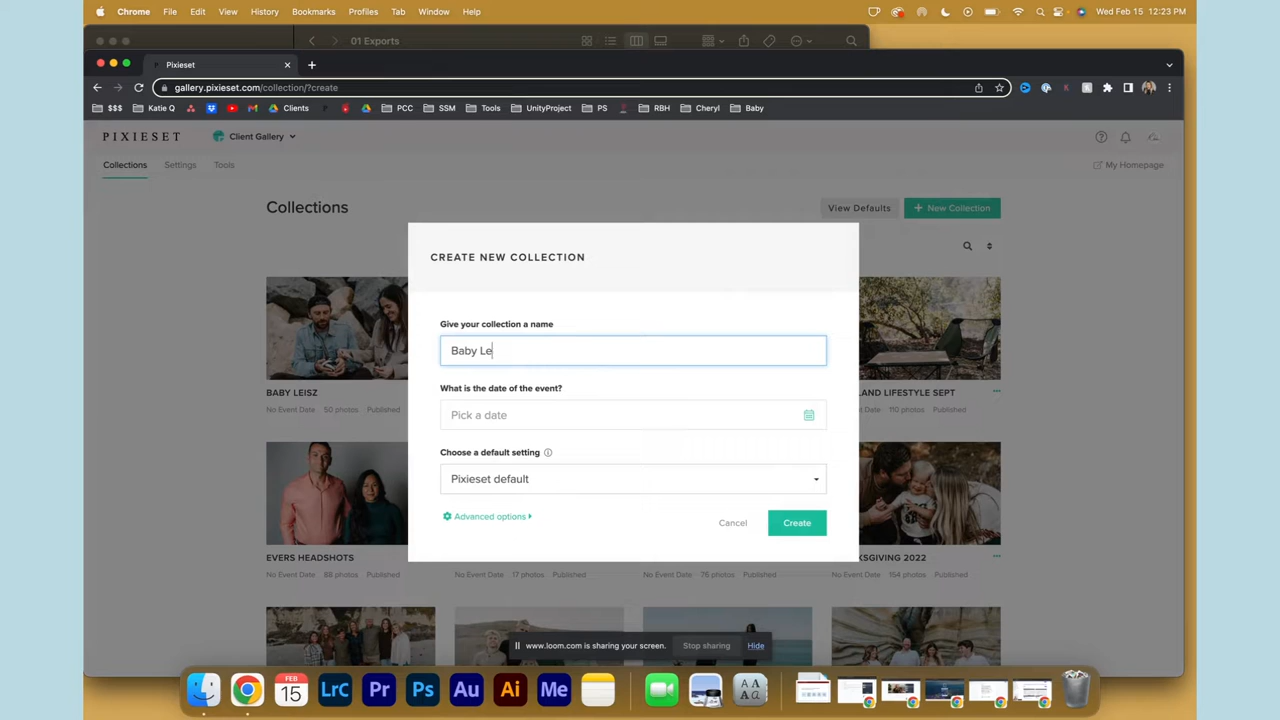 Chrome File Edit View History Bookmarks Profiles Tab Window Help Wed Feb 15 12:23 PM
01 Exports
Pixieset
gallery.pixieset.com/collection/?create
$$$ Katie Q Clients PCC SSM Tools UnityProject PS RBH Cheryl Baby
PIXIESET Client Gallery
Collections Settings Tools My Homepage
Collections View Defaults + New Collection
CREATE NEW COLLECTION
Give your collection a name
Baby Le
What is the date of the event?
Pick a date
Choose a default setting
Pixieset default
Advanced options Cancel Create
BABY LEISZ LAND LIFESTYLE SEPT
No Event Date 50 photos Published No Event Date 110 photos Published
EVERS HEADSHOTS KSGIVING 2022
No Event Date 88 photos Published No Event Date 17 photos Published No Event Date 76 photos Published No Event Date 154 photos Published
www.loom.com is sharing your screen. Stop sharing Hide
FEB
15
LrC Pr Ps Au Ai Me
A A
A G